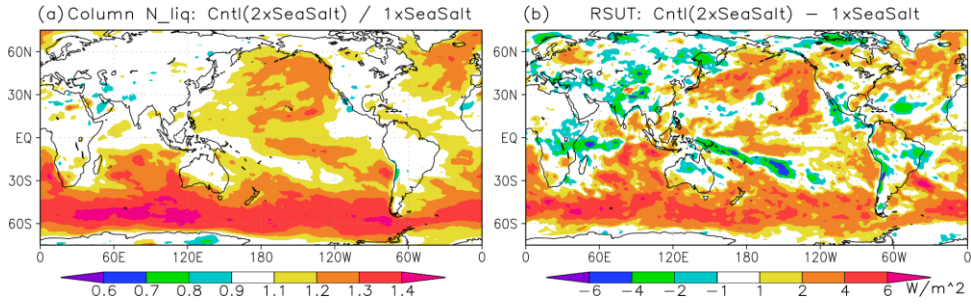 (a) Column N_liq: Cntl(2xSeaSalt) / 1xSeaSalt
(b) RSUT: Cntl(2xSeaSalt) − 1xSeaSalt
60N
30N
EQ
30S
60S
0 60E 120E 180 120W 60W 0
60N
30N
EQ
30S
60S
0 60E 120E 180 120W 60W 0
0.6 0.7 0.8 0.9 1.1 1.2 1.3 1.4
−6 −4 −2 −1 1 2 4 6 W/m^2